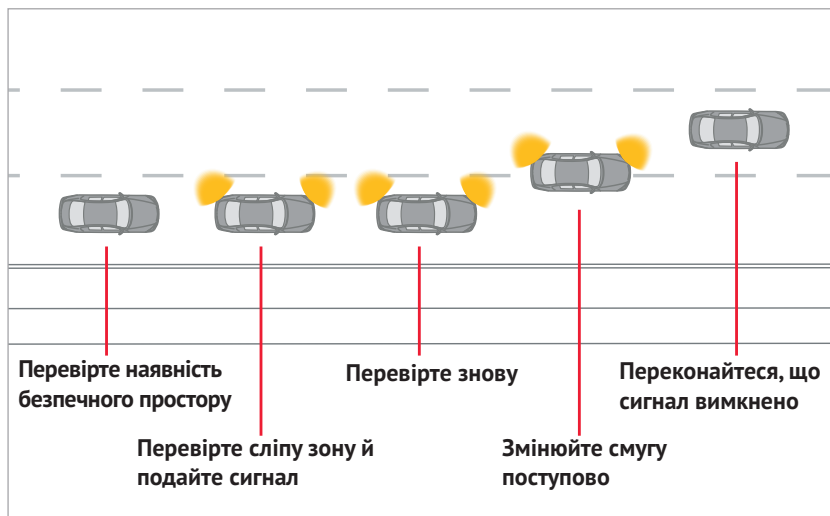 Перевірте наявність
безпечного простору
Перевірте сліпу зону й
подайте сигнал
Перевірте знову
Змінюйте смугу
поступово
Переконайтеся, що
сигнал вимкнено